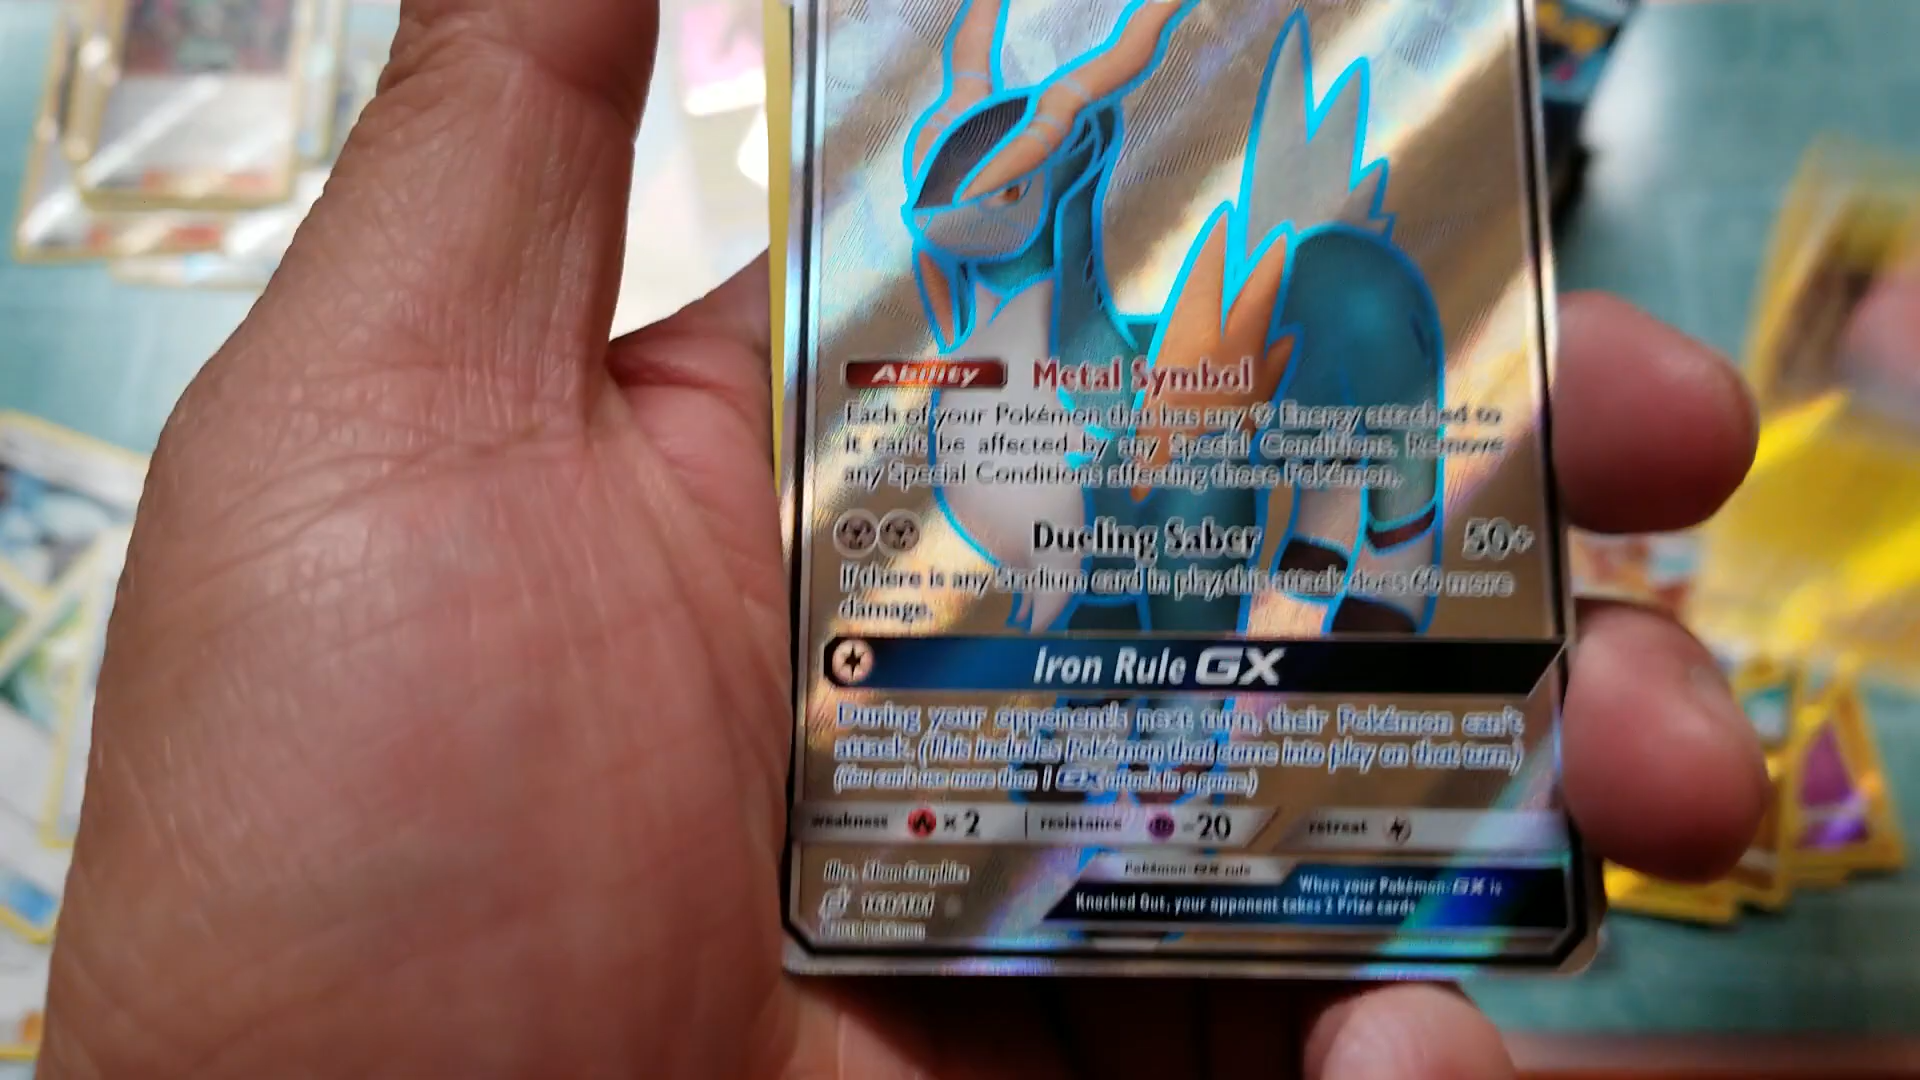 Ability Metal Symbol
Each of your Pokémon that has any Energy attached to
it can't be affected by any Special Conditions. Remove
any Special Conditions affecting those Pokémon.
Dueling Saber 50+
If there is any Stadium card in play, this attack does 60 more
damage.
Iron Rule GX
During your opponent's next turn, their Pokémon can't
attack. (This includes Pokémon that come into play on that turn.)
(You can't use more than 1 GX attack in a game.)
weakness × 2 resistance -20 retreat
Illus. 
Pokémon-GX rule
When your Pokémon-GX is
Knocked Out, your opponent takes 2 Prize cards.